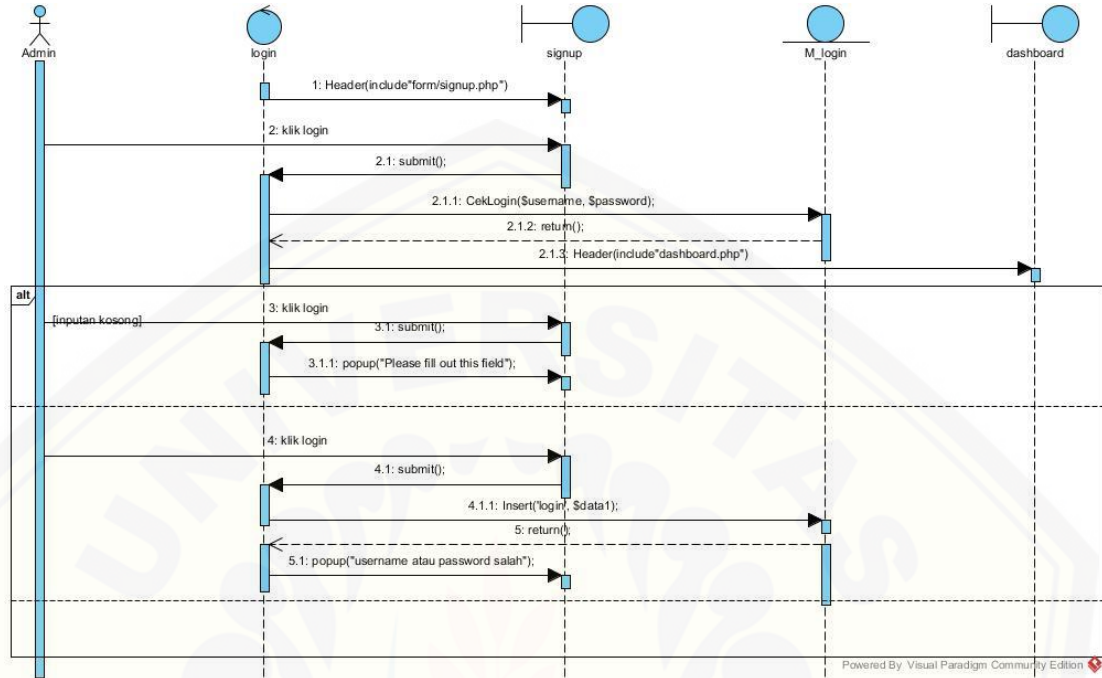 Admin
login
signup
M_login
dashboard
1: Header(include"form/signup.php")
2: klik login
2.1: submit();
2.1.1: CekLogin($username, $password);
2.1.2: return();
2.1.3: Header(include"dashboard.php")
alt
[inputan kosong]
3: klik login
3.1: submit();
3.1.1: popup("Please fill out this field");
4: klik login
4.1: submit();
4.1.1: Insert('login', $data1);
5: return();
5.1: popup("username atau password salah");
UNIVERSITAS
Powered By Visual Paradigm Community Edition